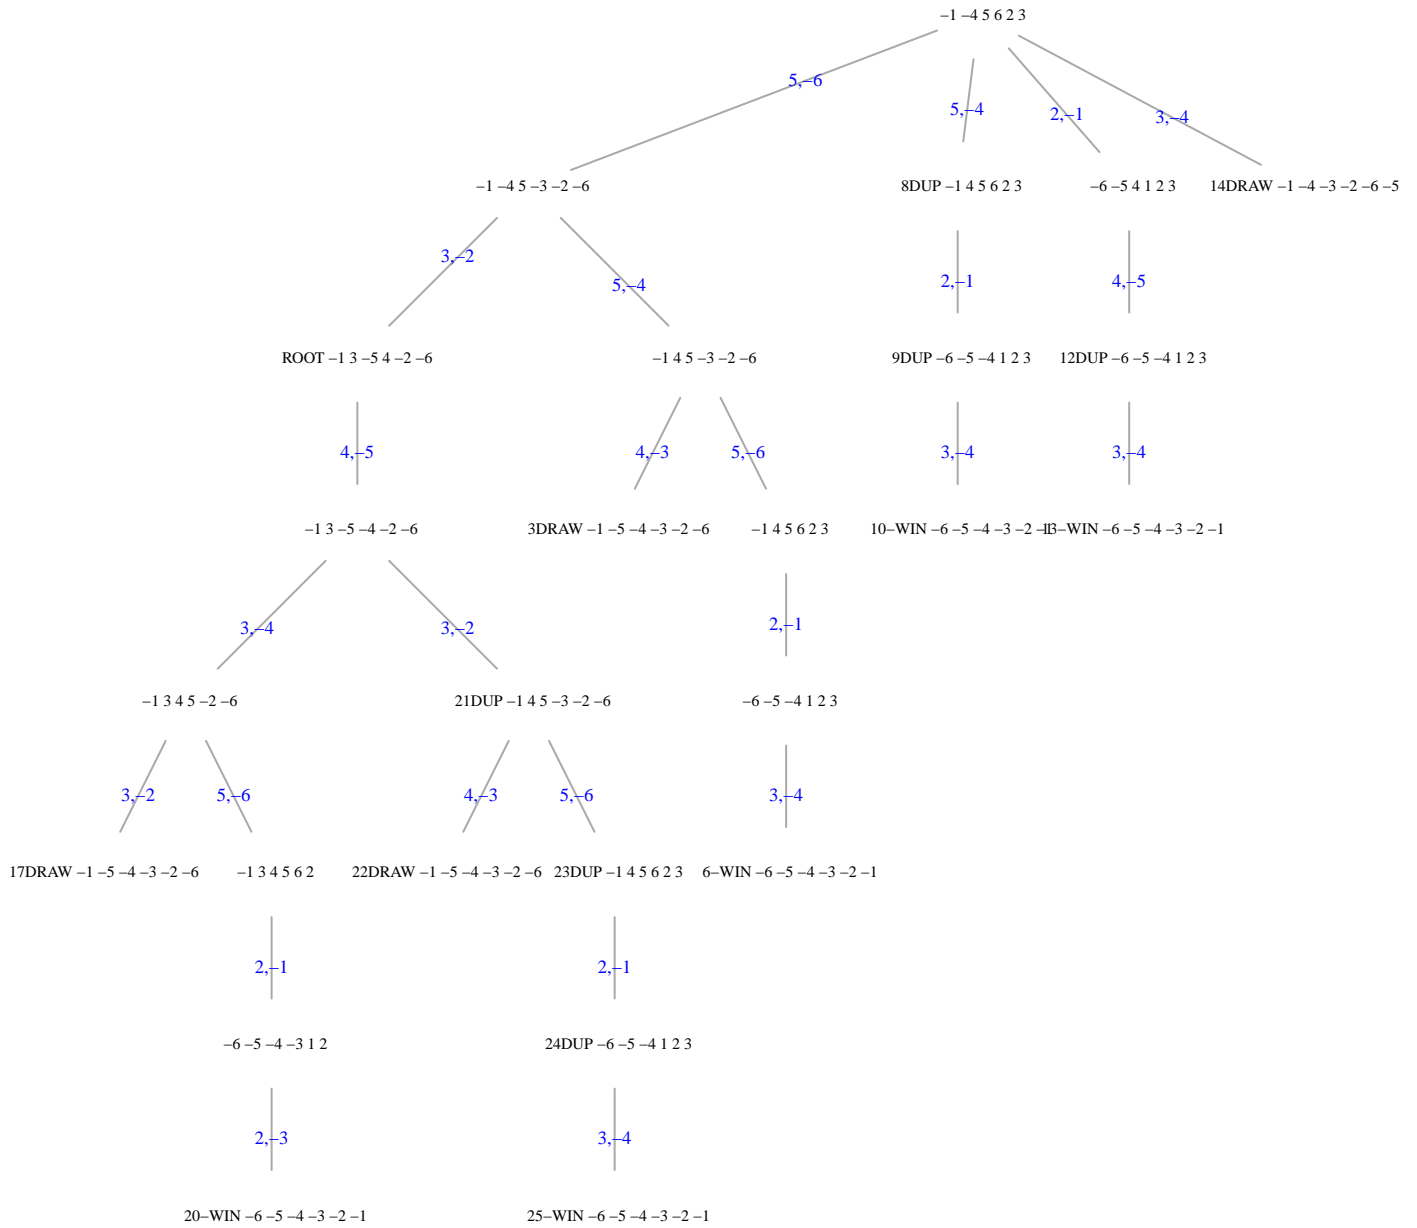 −1 −4 5 6 2 3
5,−6
5,−4
2,−1
3,−4
−1 −4 5 −3 −2 −6
8DUP −1 4 5 6 2 3
−6 −5 4 1 2 3
14DRAW −1 −4 −3 −2 −6 −5
3,−2
5,−4
2,−1
4,−5
ROOT −1 3 −5 4 −2 −6
−1 4 5 −3 −2 −6
9DUP −6 −5 −4 1 2 3
12DUP −6 −5 −4 1 2 3
4,−5
4,−3
5,−6
3,−4
3,−4
−1 3 −5 −4 −2 −6
3DRAW −1 −5 −4 −3 −2 −6
−1 4 5 6 2 3
10−WIN −6 −5 −4 −3 −2 −1
13−WIN −6 −5 −4 −3 −2 −1
3,−4
3,−2
2,−1
−1 3 4 5 −2 −6
21DUP −1 4 5 −3 −2 −6
−6 −5 −4 1 2 3
3,−2
5,−6
4,−3
5,−6
3,−4
17DRAW −1 −5 −4 −3 −2 −6
−1 3 4 5 6 2
22DRAW −1 −5 −4 −3 −2 −6
23DUP −1 4 5 6 2 3
6−WIN −6 −5 −4 −3 −2 −1
2,−1
2,−1
−6 −5 −4 −3 1 2
24DUP −6 −5 −4 1 2 3
2,−3
3,−4
20−WIN −6 −5 −4 −3 −2 −1
25−WIN −6 −5 −4 −3 −2 −1